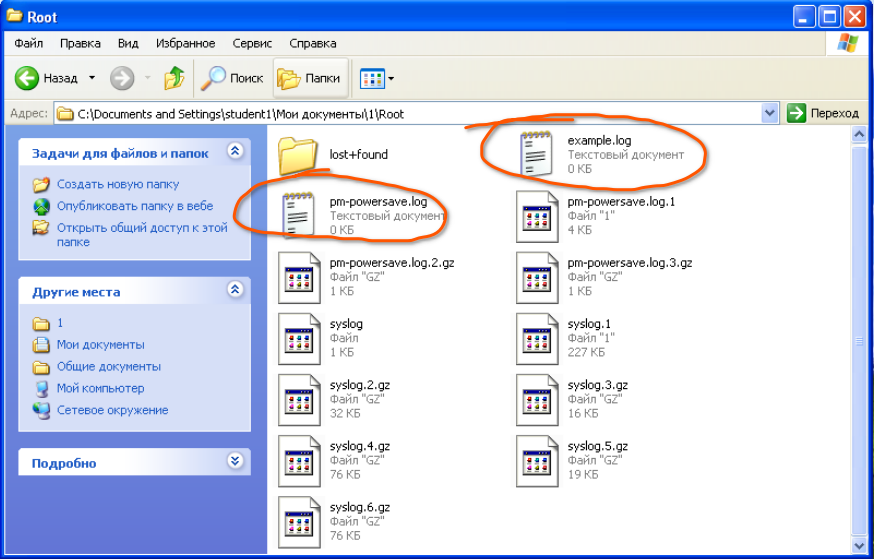 Root
Файл Правка Вид Избранное Сервис Справка
Назад Поиск Папки
Адрес: C:\Documents and Settings\student1\Мои документы\1\Root Переход
Задачи для файлов и папок
Создать новую папку
Опубликовать папку в вебе
Открыть общий доступ к этой
папке
Другие места
1
Мои документы
Общие документы
Мой компьютер
Сетевое окружение
Подробно
lost+found
example.log
Текстовый документ
0 КБ
pm-powersave.log
Текстовый документ
0 КБ
pm-powersave.log.1
Файл "1"
4 КБ
pm-powersave.log.2.gz
Файл "GZ"
1 КБ
pm-powersave.log.3.gz
Файл "GZ"
1 КБ
syslog
Файл
1 КБ
syslog.1
Файл "1"
227 КБ
syslog.2.gz
Файл "GZ"
32 КБ
syslog.3.gz
Файл "GZ"
16 КБ
syslog.4.gz
Файл "GZ"
76 КБ
syslog.5.gz
Файл "GZ"
19 КБ
syslog.6.gz
Файл "GZ"
76 КБ